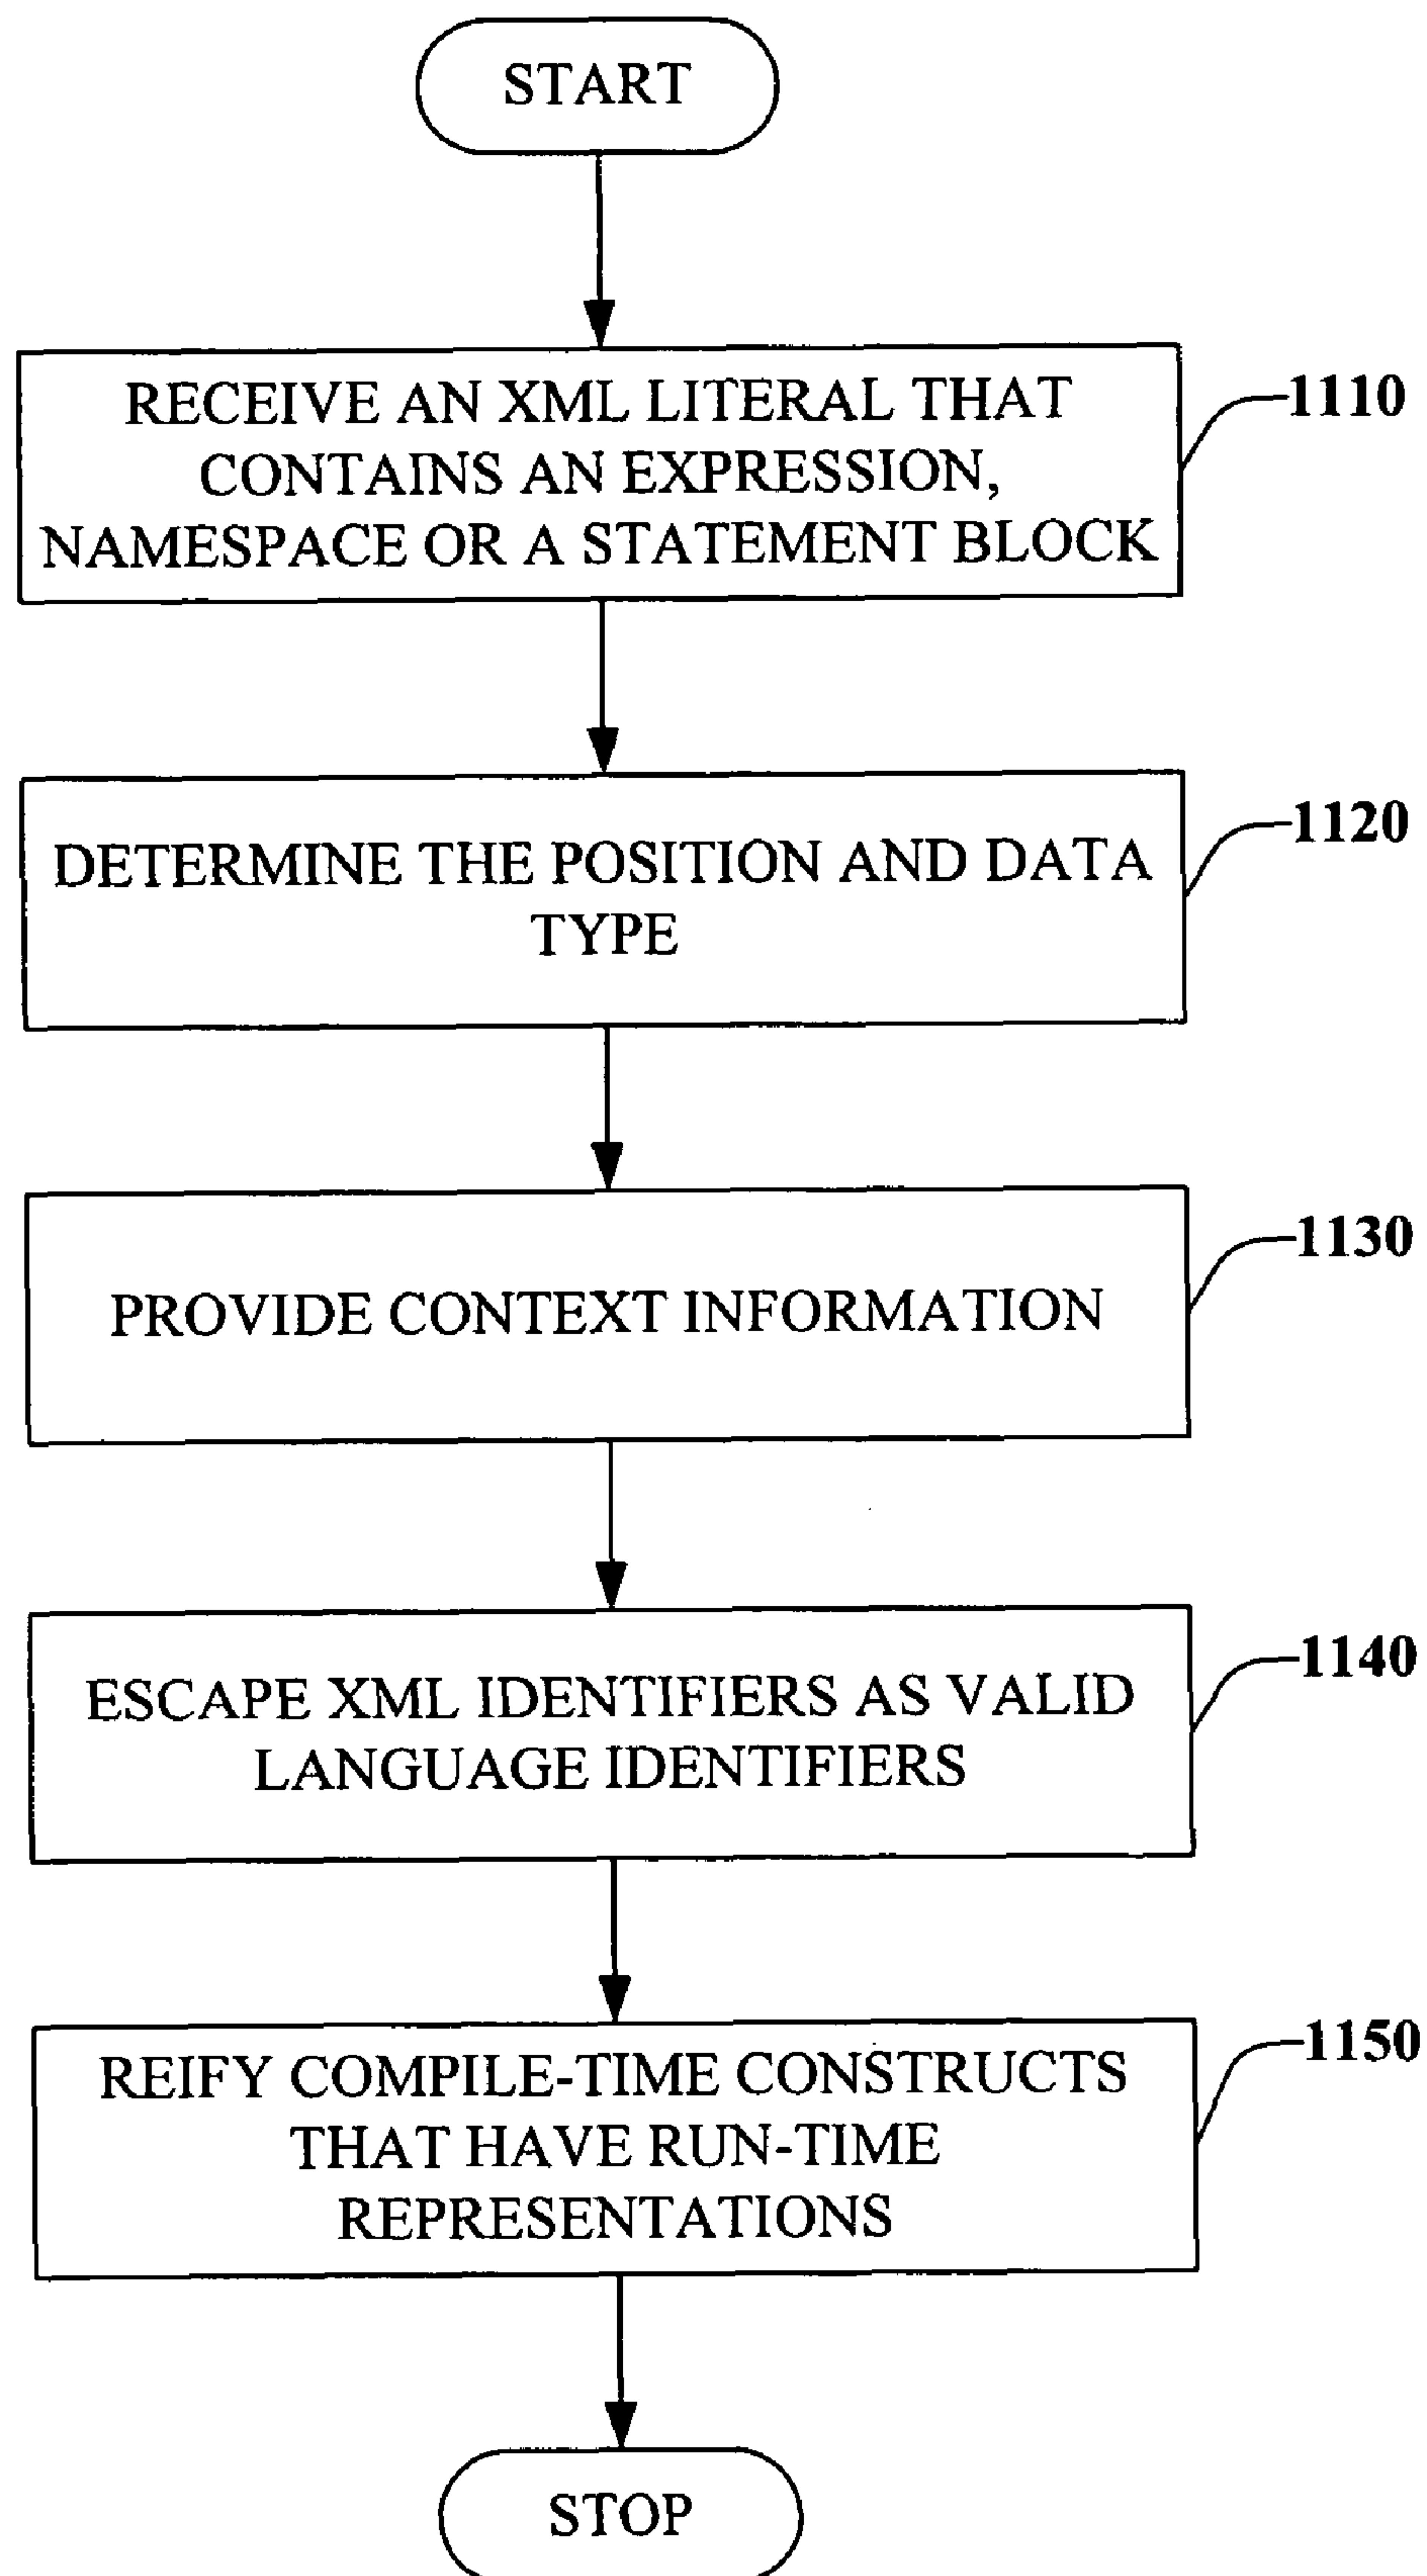 START
RECEIVE AN XML LITERAL THAT
CONTAINS AN EXPRESSION,
NAMESPACE OR A STATEMENT BLOCK
1110
DETERMINE THE POSITION AND DATA
TYPE
1120
PROVIDE CONTEXT INFORMATION
1130
ESCAPE XML IDENTIFIERS AS VALID
LANGUAGE IDENTIFIERS
1140
REIFY COMPILE-TIME CONSTRUCTS
THAT HAVE RUN-TIME
REPRESENTATIONS
1150
STOP